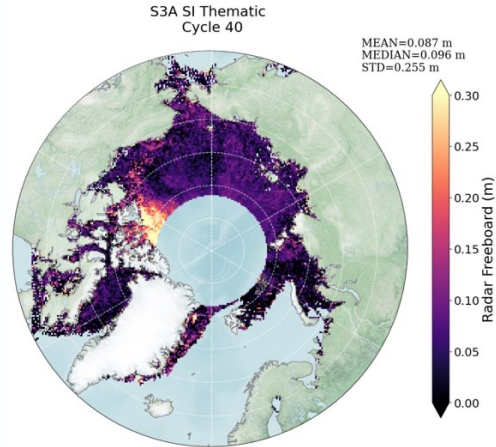 S3A SI Thematic
Cycle 40
MEAN=0.087 m
MEDIAN=0.096 m
STD=0.255 m
0.30
0.25
0.20
0.15
0.10
0.05
0.00
Radar Freeboard (m)